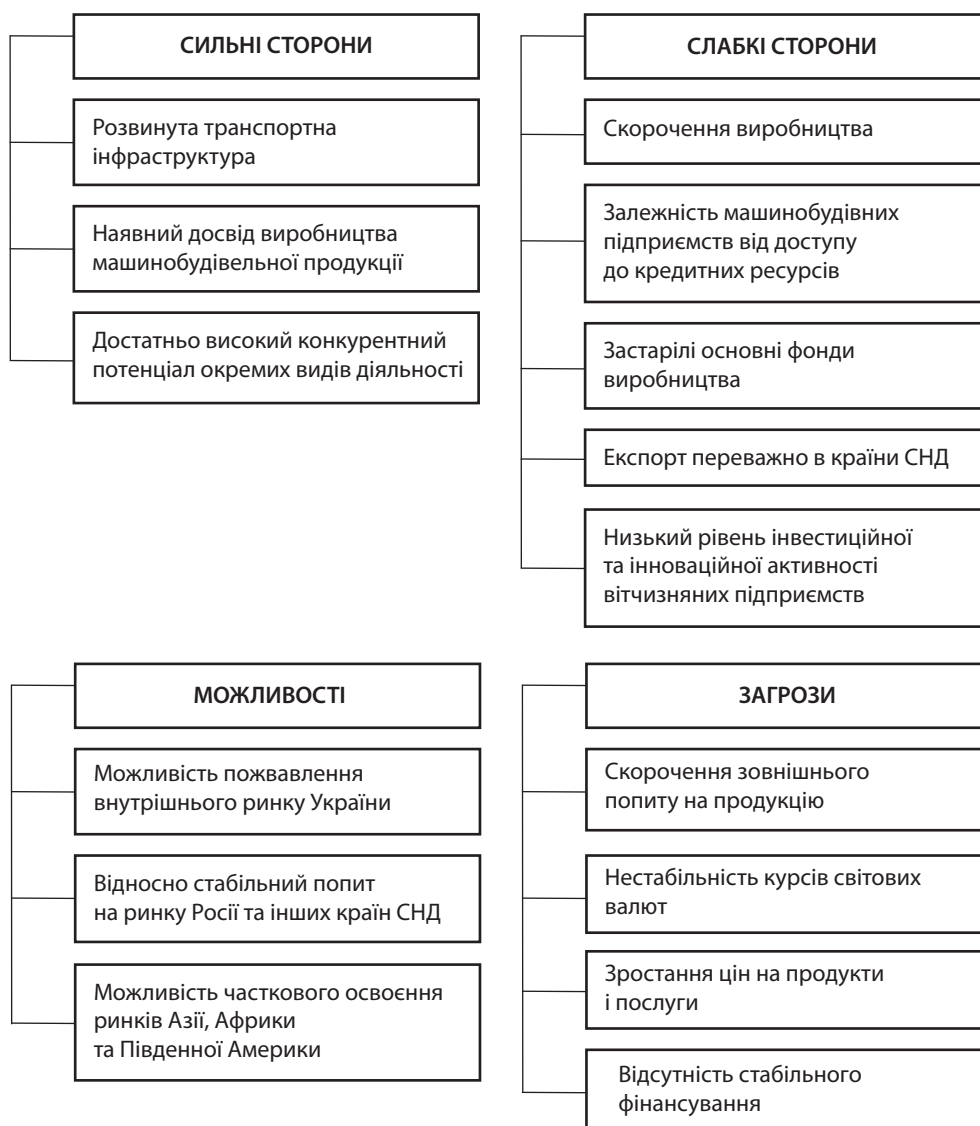 СИЛЬНІ СТОРОНИ
Розвинута транспортна
інфраструктура
Наявний досвід виробництва
машинобудівельної продукції
Достатньо високий конкурентний
потенціал окремих видів діяльності
СЛАБКІ СТОРОНИ
Скорочення виробництва
Залежність машинобудівних
підприємств від доступу
до кредитних ресурсів
Застарілі основні фонди
виробництва
Експорт переважно в країни СНД
Низький рівень інвестиційної
та інноваційної активності
вітчизняних підприємств
МОЖЛИВОСТІ
Можливість пожвавлення
внутрішнього ринку України
Відносно стабільний попит
на ринку Росії та інших країн СНД
Можливість часткового освоєння
ринків Азії, Африки
та Південної Америки
ЗАГРОЗИ
Скорочення зовнішнього
попиту на продукцію
Нестабільність курсів світових
валют
Зростання цін на продукти
і послуги
Відсутність стабільного
фінансування